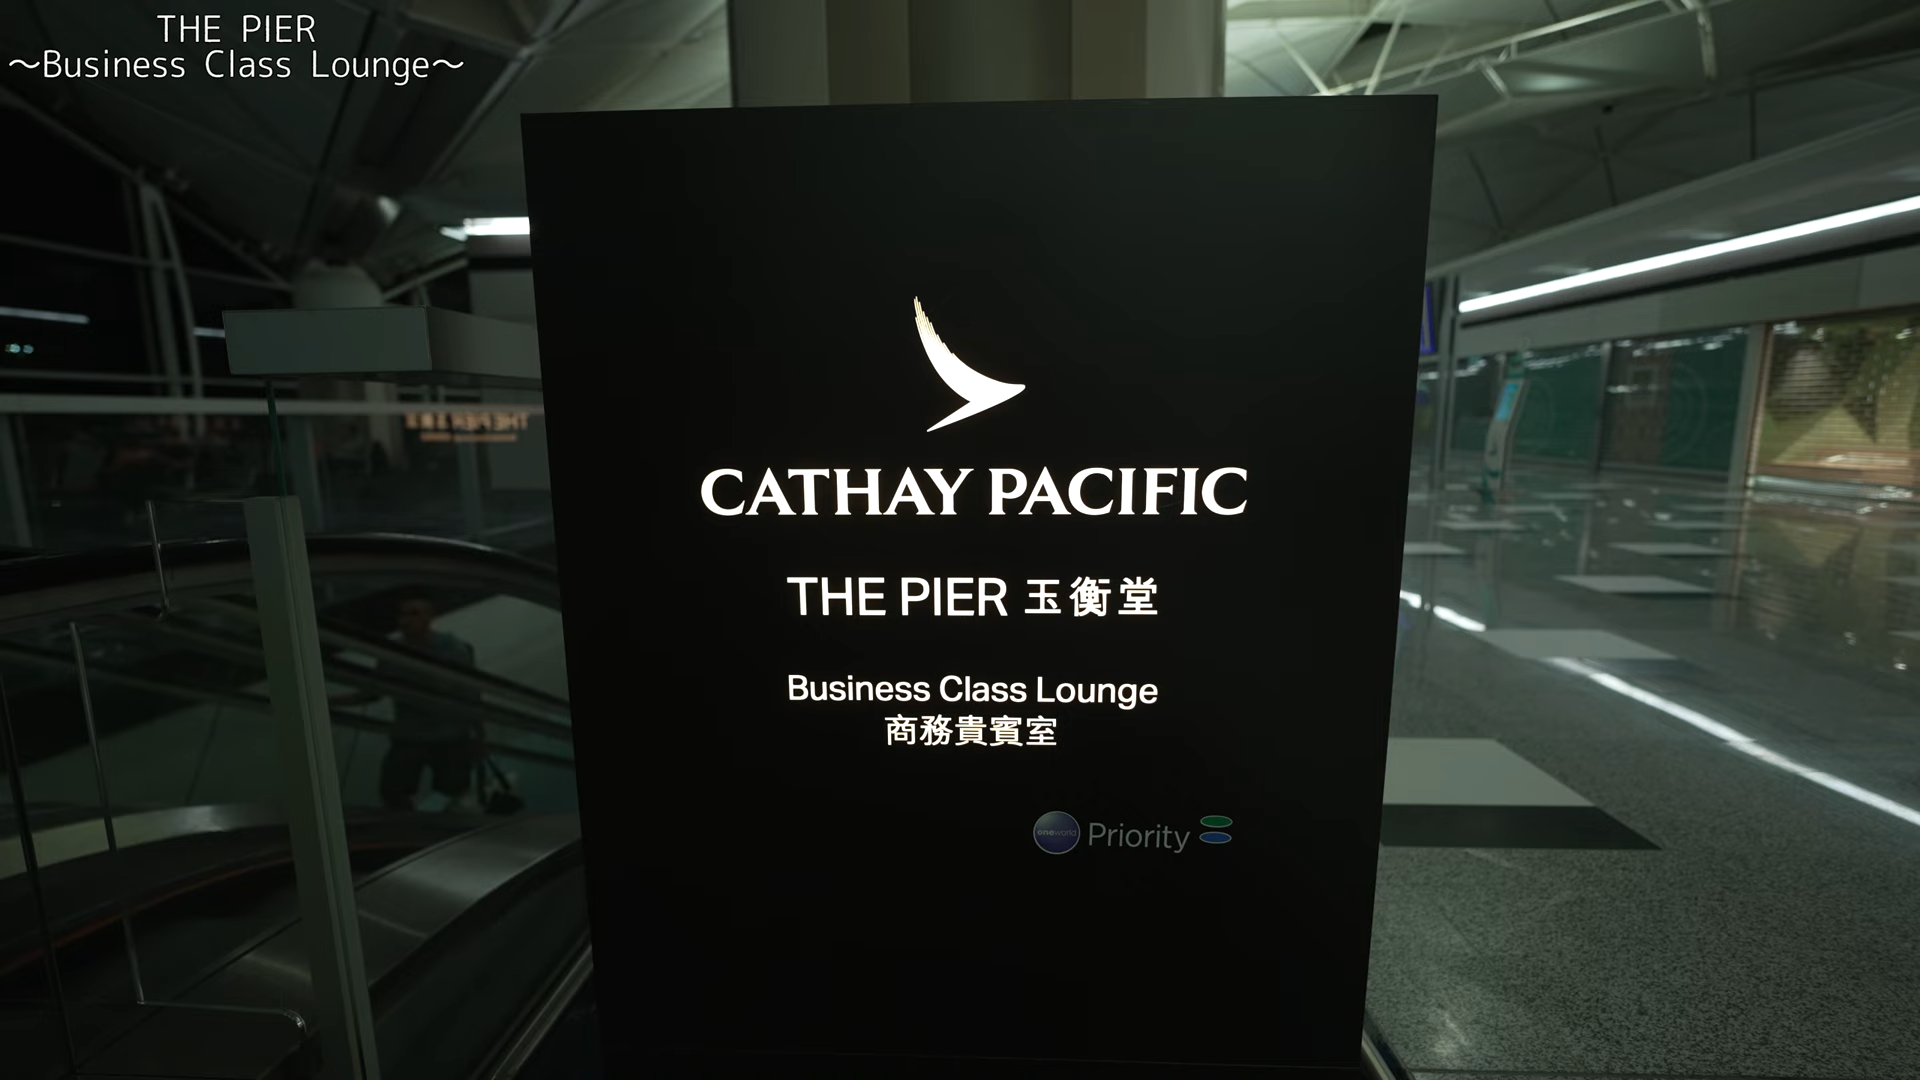 THE PIER
～Business Class Lounge～
CATHAY PACIFIC
THE PIER 玉衡堂
Business Class Lounge
商務貴賓室
oneworld Priority